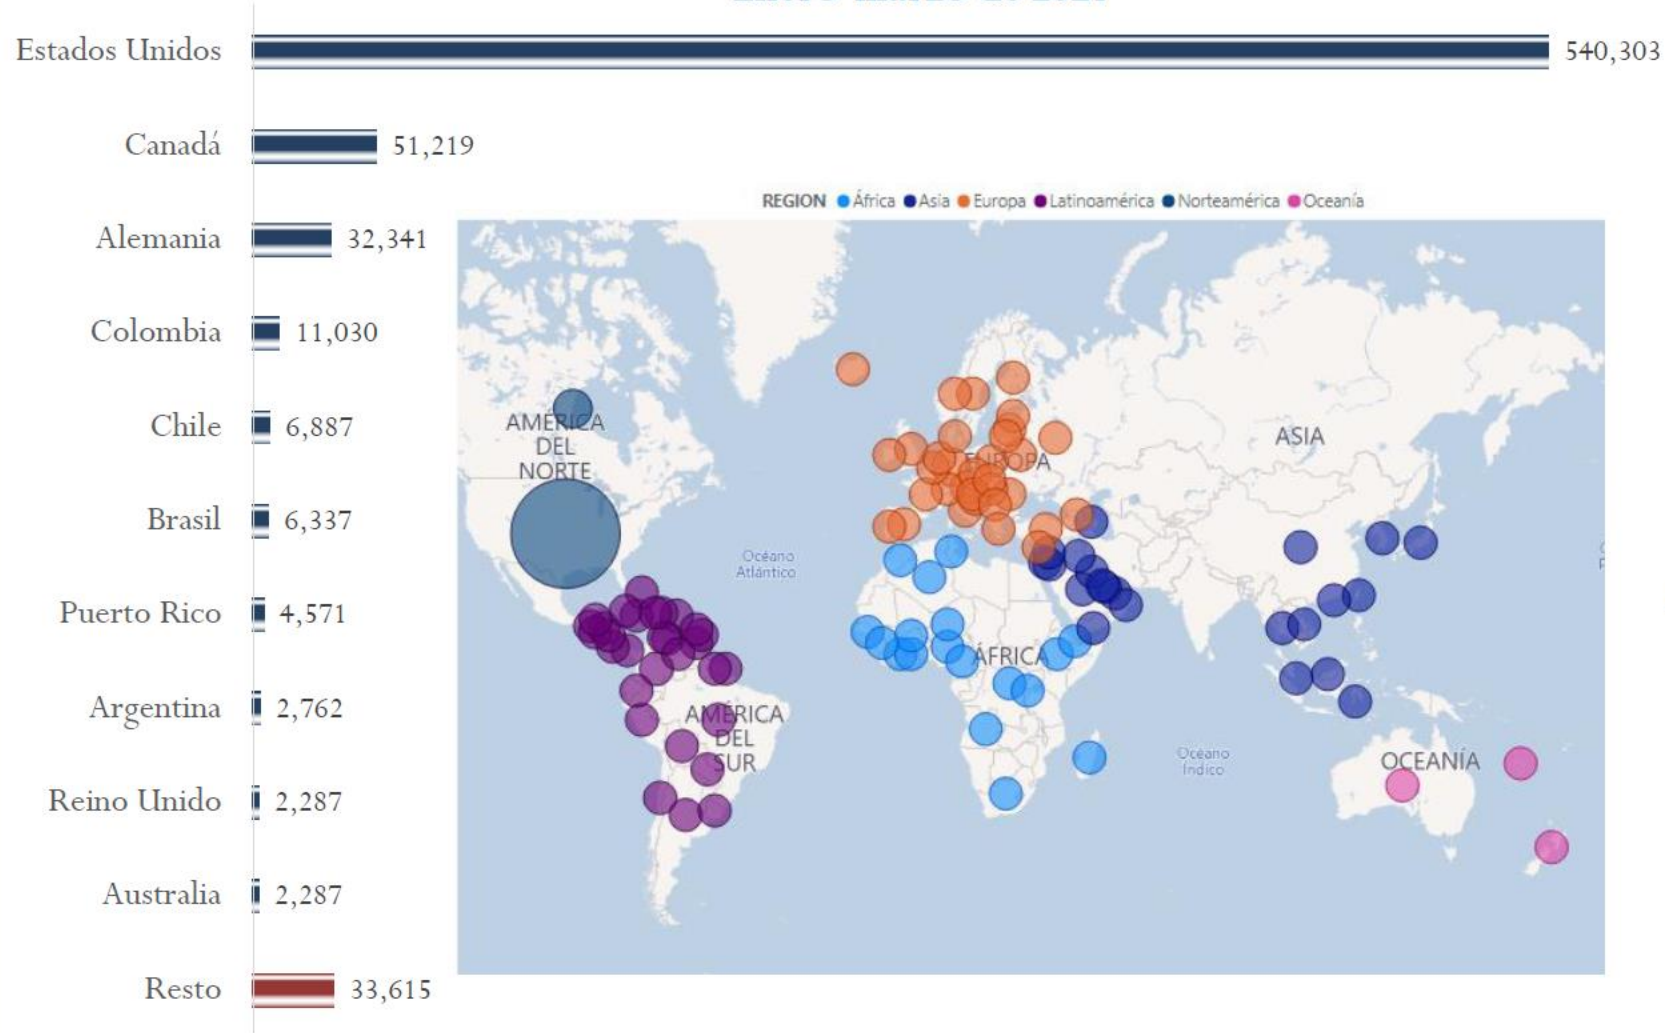 Estados Unidos 540,303
Canadá 51,219
Alemania 32,341
Colombia 11,030
Chile 6,887
Brasil 6,337
Puerto Rico 4,571
Argentina 2,762
Reino Unido 2,287
Australia 2,287
Resto 33,615
REGION África Asia Europa Latinoamérica Norteamérica Oceanía
AMÉRICA
DEL
NORTE
EUROPA
ASIA
Océano
Atlántico
ÁFRICA
AMÉRICA
DEL
SUR
Océano
Índico
OCEANÍA